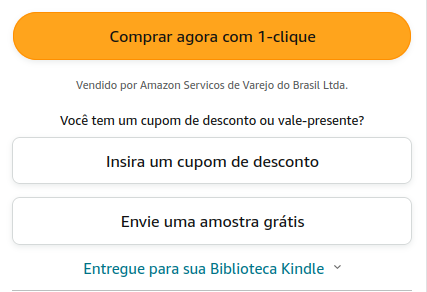 Comprar agora com 1-clique
Vendido por Amazon Servicos de Varejo do Brasil Ltda.
Você tem um cupom de desconto ou vale-presente?
Insira um cupom de desconto
Envie uma amostra grátis
Entregue para sua Biblioteca Kindle